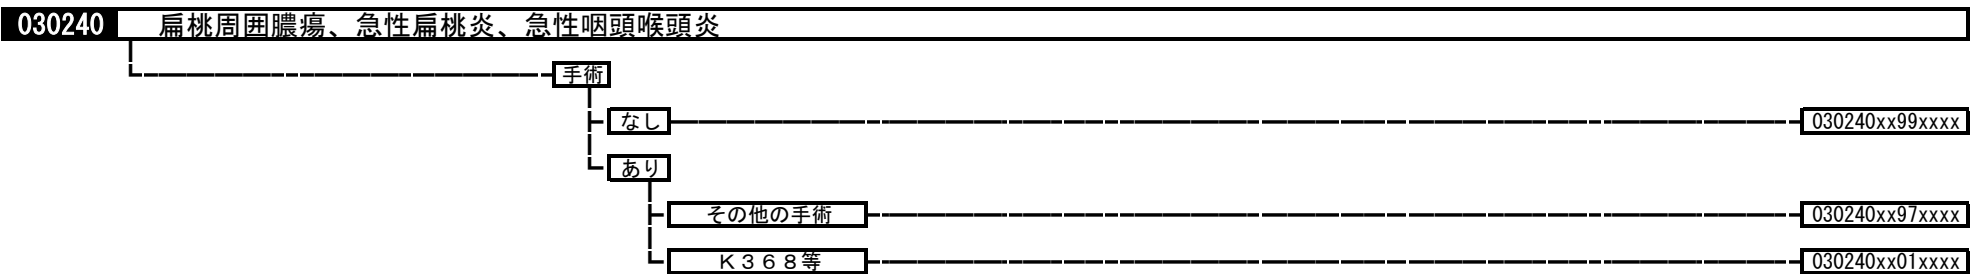 030240 扁桃周囲膿瘍、急性扁桃炎、急性咽頭喉頭炎
手術
なし 030240xx99xxxx
あり
その他の手術 030240xx97xxxx
K368等 030240xx01xxxx